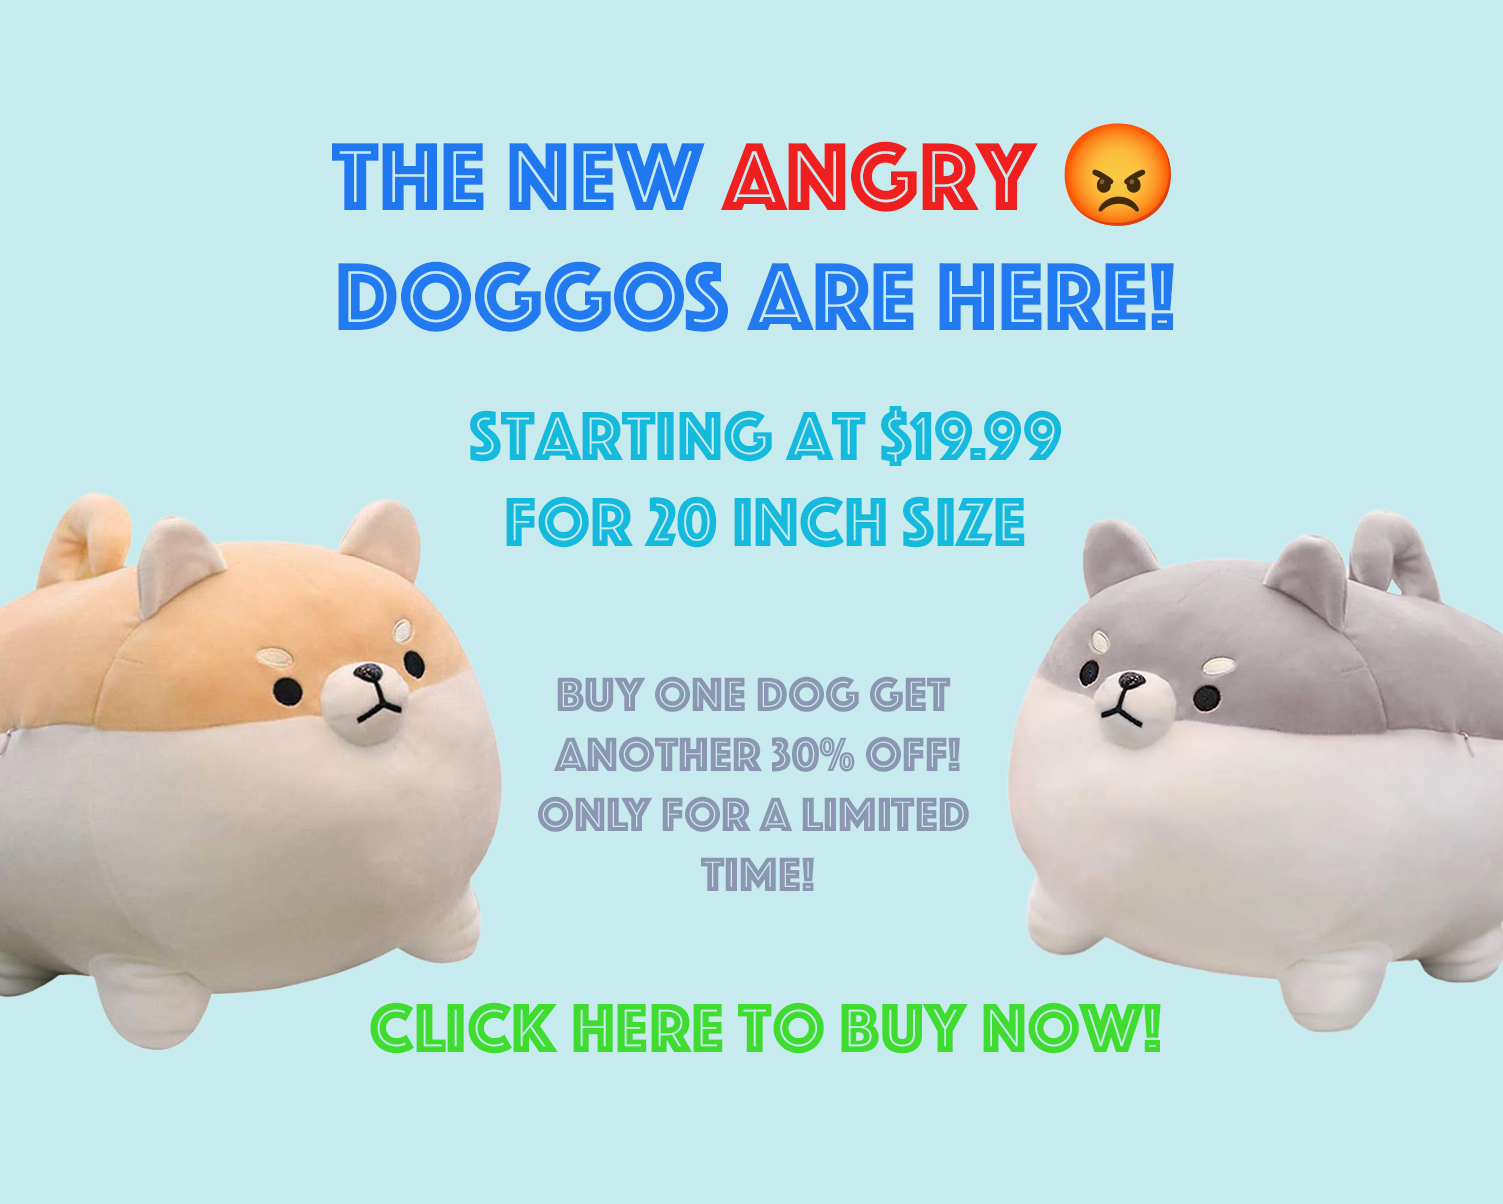 THE NEW ANGRY 😡
DOGGOS ARE HERE!
STARTING AT $19.99
FOR 20 INCH SIZE
BUY ONE DOG GET
ANOTHER 30% OFF!
ONLY FOR A LIMITED
TIME!
CLICK HERE TO BUY NOW!